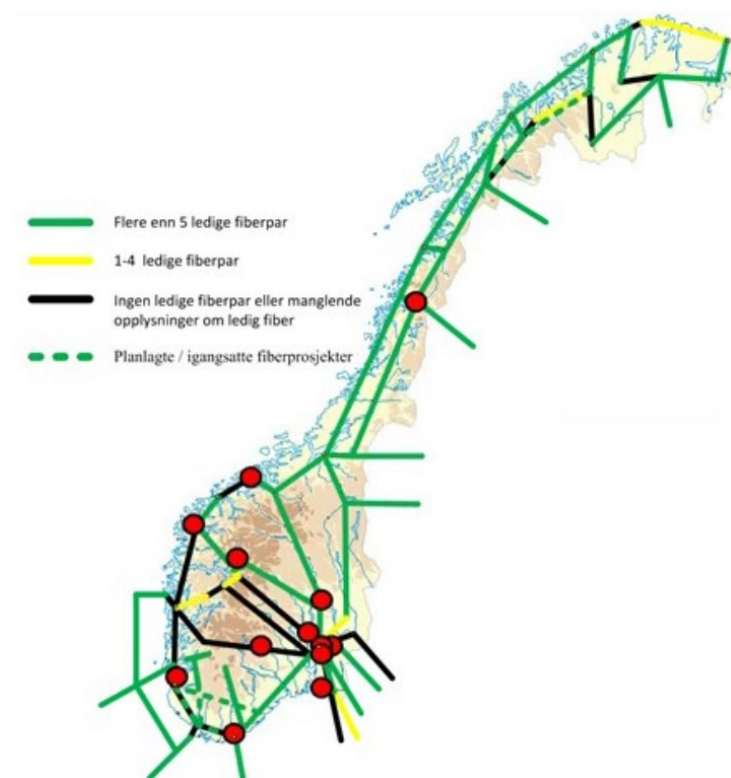 Flere enn 5 ledige fiberpar
1-4 ledige fiberpar
Ingen ledige fiberpar eller manglende
opplysninger om ledig fiber
Planlagte / igangsatte fiberprosjekter